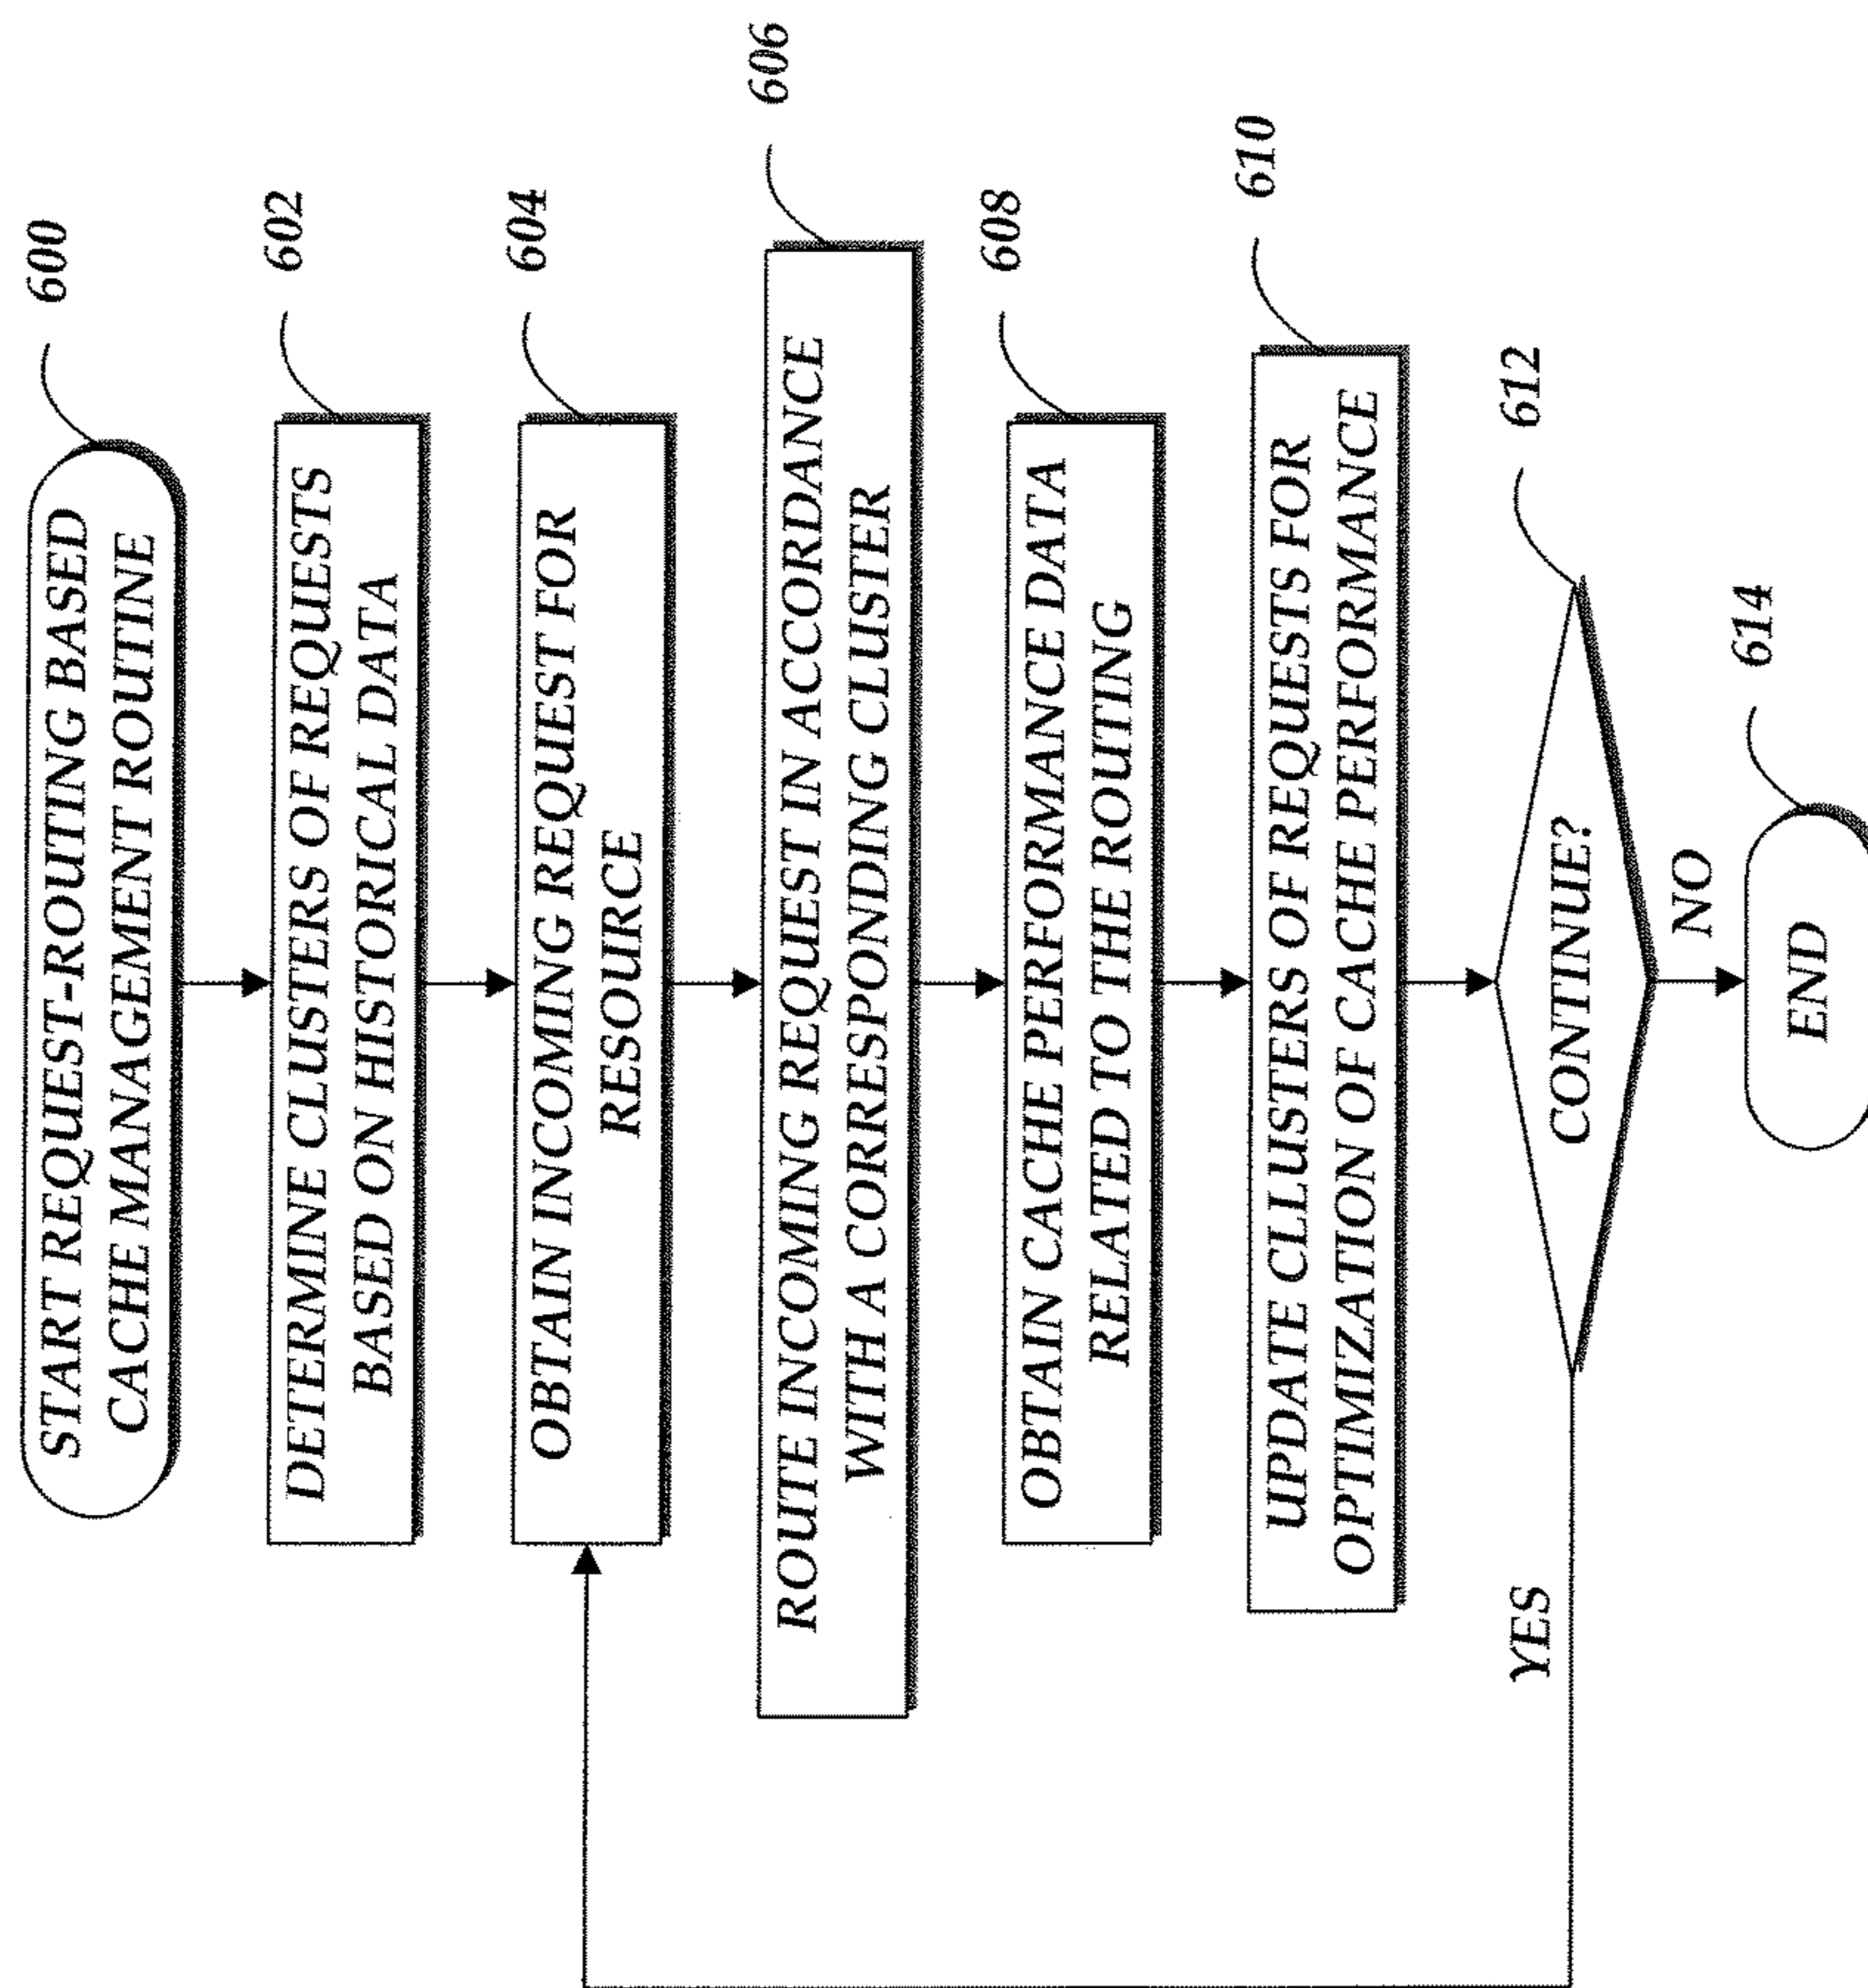 600
START REQUEST-ROUTING BASED
CACHE MANAGEMENT ROUTINE
602
DETERMINE CLUSTERS OF REQUESTS
BASED ON HISTORICAL DATA
604
OBTAIN INCOMING REQUEST FOR
RESOURCE
606
ROUTE INCOMING REQUEST IN ACCORDANCE
WITH A CORRESPONDING CLUSTER
608
OBTAIN CACHE PERFORMANCE DATA
RELATED TO THE ROUTING
610
UPDATE CLLUSTERS OF REQUESTS FOR
OPTIMIZATION OF CACHE PERFORMANCE
612
CONTINUE?
YES
NO
614
END